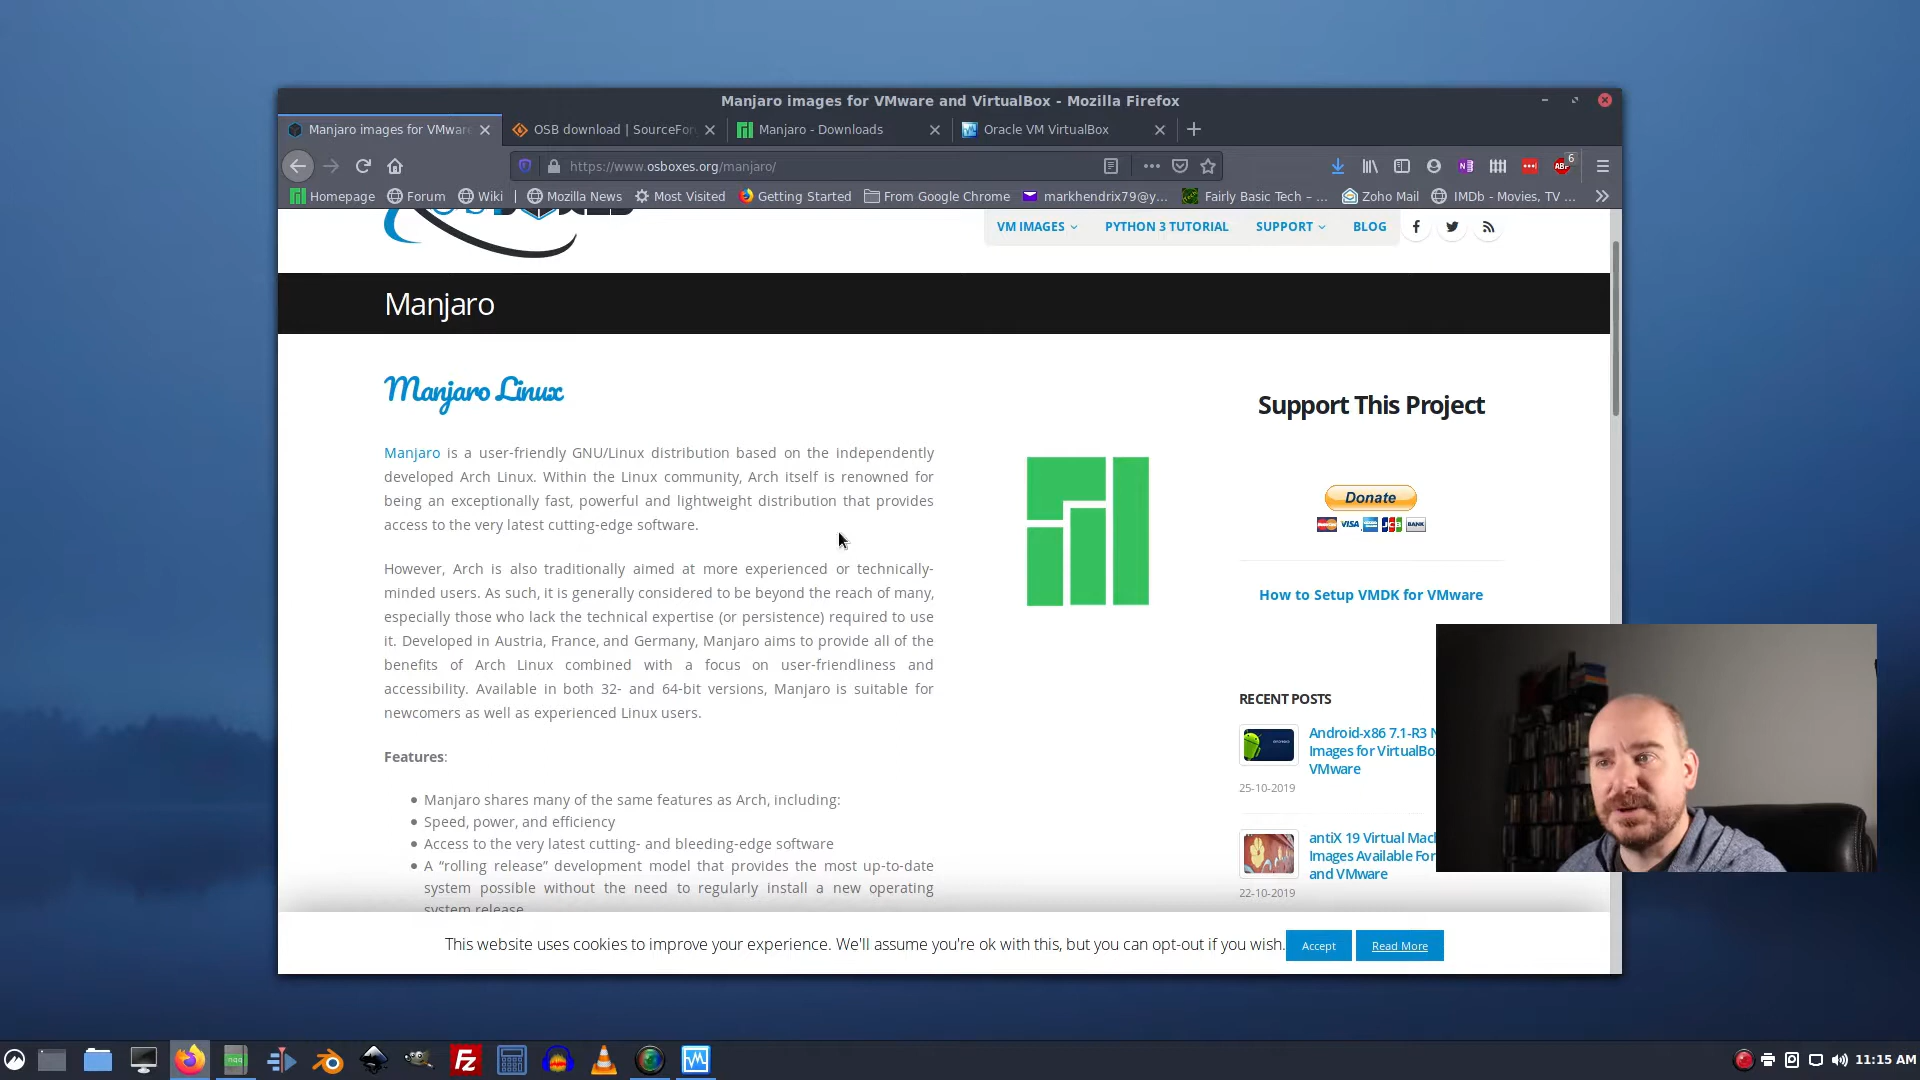 Manjaro images for VMware and VirtualBox - Mozilla Firefox
Manjaro images for VMware
OSB download | SourceFor
Manjaro - Downloads
Oracle VM VirtualBox
https://www.osboxes.org/manjaro/
ABP
6
Homepage
Forum
Wiki
Mozilla News
Most Visited
Getting Started
From Google Chrome
markhendrix79@y...
Fairly Basic Tech – ...
Zoho Mail
IMDb - Movies, TV ...
VM IMAGES
PYTHON 3 TUTORIAL
SUPPORT
BLOG
Manjaro
Manjaro Linux
Manjaro is a user-friendly GNU/Linux distribution based on the independently
developed Arch Linux. Within the Linux community, Arch itself is renowned for
being an exceptionally fast, powerful and lightweight distribution that provides
access to the very latest cutting-edge software.
However, Arch is also traditionally aimed at more experienced or technically-
minded users. As such, it is generally considered to be beyond the reach of many,
especially those who lack the technical expertise (or persistence) required to use
it. Developed in Austria, France, and Germany, Manjaro aims to provide all of the
benefits of Arch Linux combined with a focus on user-friendliness and
accessibility. Available in both 32- and 64-bit versions, Manjaro is suitable for
newcomers as well as experienced Linux users.
Features:
Manjaro shares many of the same features as Arch, including:
Speed, power, and efficiency
Access to the very latest cutting- and bleeding-edge software
A “rolling release” development model that provides the most up-to-date
system possible without the need to regularly install a new operating
system release
Support This Project
Donate
VISA
JCB
BANK
How to Setup VMDK for VMware
RECENT POSTS
Android-x86 7.1-R3 N
Images for VirtualBo
VMware
25-10-2019
antiX 19 Virtual Mach
Images Available For
and VMware
22-10-2019
This website uses cookies to improve your experience. We'll assume you're ok with this, but you can opt-out if you wish.
Accept
Read More
nqq
Fz
11:15 AM